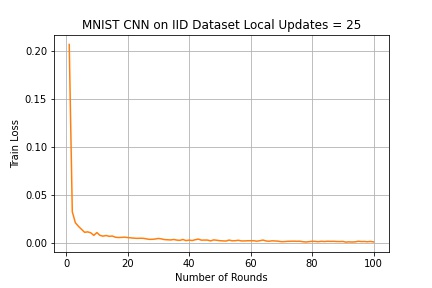 MNIST CNN on IID Dataset Local Updates = 25
Train Loss
0.20
0.15
0.10
0.05
0.00
0 20 40 60 80 100
Number of Rounds